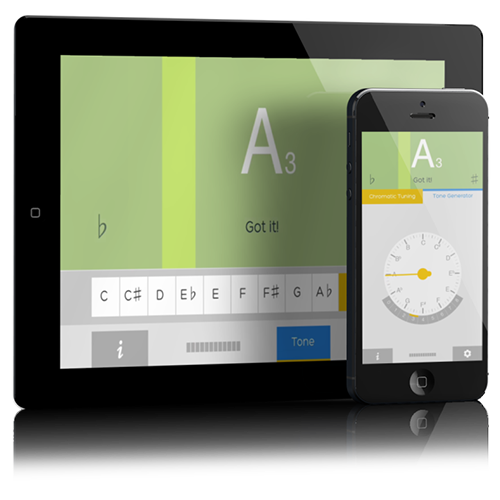 A3
♭
Got it!
C C♯ D E♭ E F F♯ G A♭
i
Tone
A3
♭ Got it! ♯
Chromatic Tuning Tone Generator
i